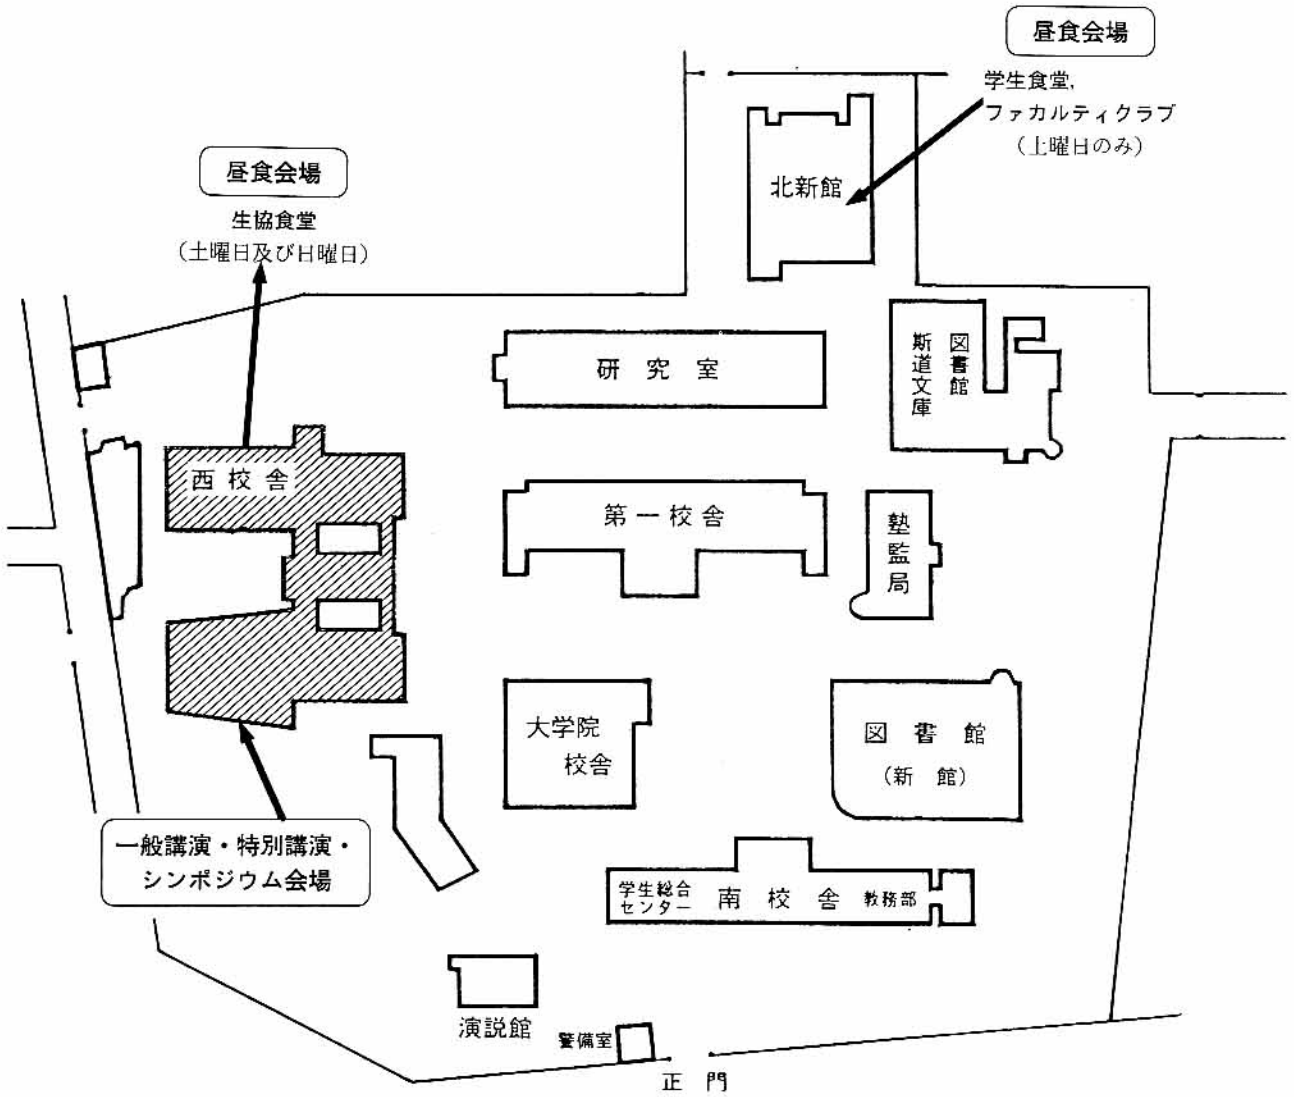 昼食会場
学生食堂,
ファカルティクラブ
(土曜日のみ)
昼食会場
生協食堂
(土曜日及び日曜日)
北新館
研究室
図書館
斯道文庫
西校舎
第一校舎
塾監局
大学院
校舎
図書館
(新館)
一般講演・特別講演・
シンポジウム会場
学生総合
センター
南校舎
教務部
演説館
警備室
正門